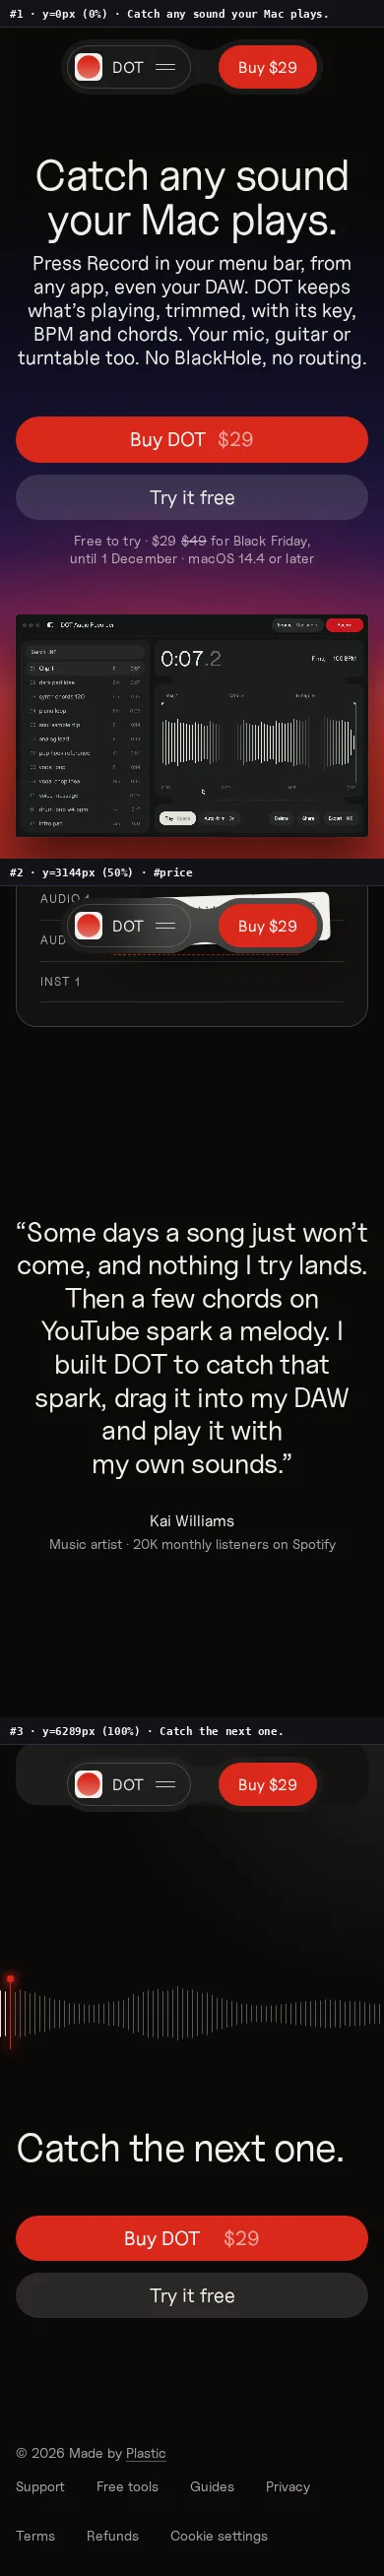 #1 · y=0px (0%) · Catch any sound your Mac plays.
DOT
Buy $29
Catch any sound
your Mac plays.
Press Record in your menu bar, from
any app, even your DAW. DOT keeps
what's playing, trimmed, with its key,
BPM and chords. Your mic, guitar or
turntable too. No BlackHole, no routing.
Buy DOT $29
Try it free
Free to try · $29 $49 for Black Friday,
until 1 December · macOS 14.4 or later
DOT Audio Recorder
0:07.2
100 BPM
#2 · y=3144px (50%) · #price
AUDIO 1
DOT
Buy $29
INST 1
“Some days a song just won’t
come, and nothing I try lands.
Then a few chords on
YouTube spark a melody. I
built DOT to catch that
spark, drag it into my DAW
and play it with
my own sounds.”
Kai Williams
Music artist · 20K monthly listeners on Spotify
#3 · y=6289px (100%) · Catch the next one.
DOT
Buy $29
Catch the next one.
Buy DOT $29
Try it free
© 2026 Made by Plastic
Support Free tools Guides Privacy
Terms Refunds Cookie settings